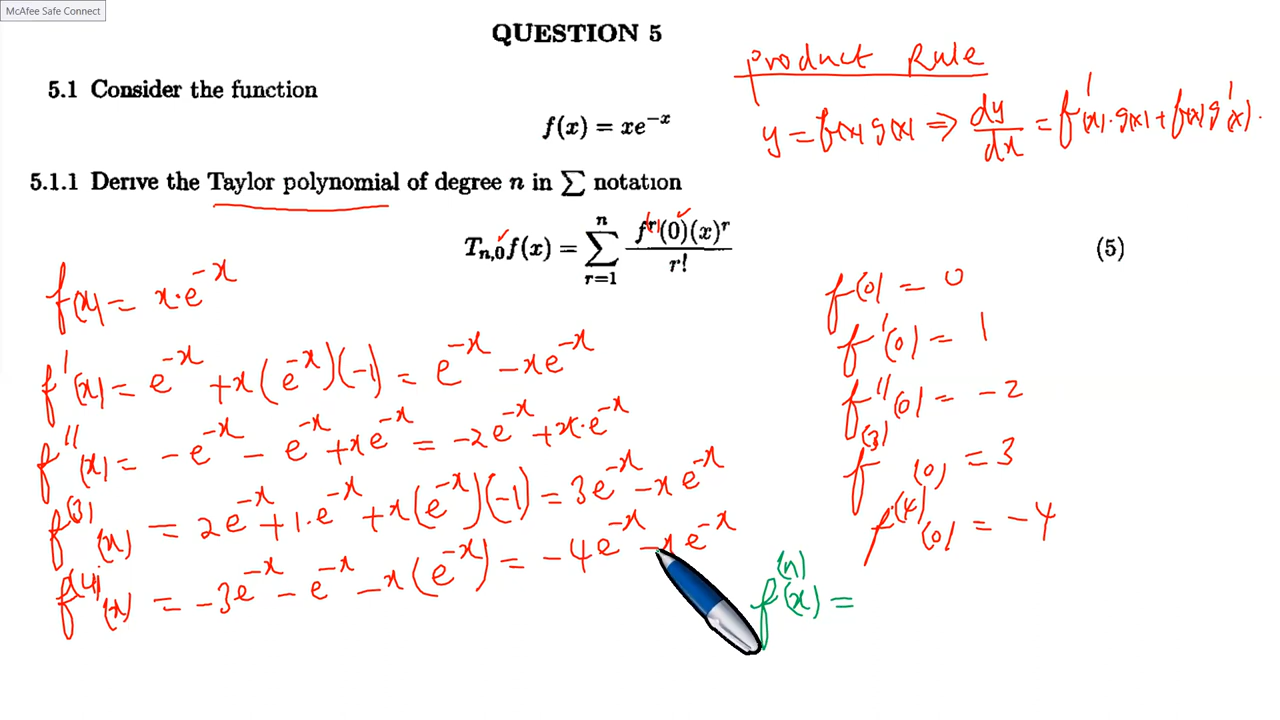 McAfee Safe Connect
QUESTION 5
product Rule
5.1 Consider the function
f(x) = xe^{-x}
y = f(x) g(x) ⇒ dy/dx = f'(x)·g(x) + f(x) g'(x).
5.1.1 Derive the Taylor polynomial of degree n in ∑ notation
T_{n,0}f(x) = ∑_{r=1}^{n} f^{(r)}(0)(x)^r / r!
(5)
f(x) = x·e^{-x}
f'(x) = e^{-x} + x(e^{-x})(-1) = e^{-x} - xe^{-x}
f''(x) = -e^{-x} - e^{-x} + xe^{-x} = -2e^{-x} + x·e^{-x}
f^{(3)}(x) = 2e^{-x} + 1·e^{-x} + x(e^{-x})(-1) = 3e^{-x} - xe^{-x}
f^{(4)}(x) = -3e^{-x} - e^{-x} - x(e^{-x}) = -4e^{-x} - xe^{-x}
f(0) = 0
f'(0) = 1
f''(0) = -2
f^{(3)}(0) = 3
f^{(4)}(0) = -4
f^{(n)}(x) =